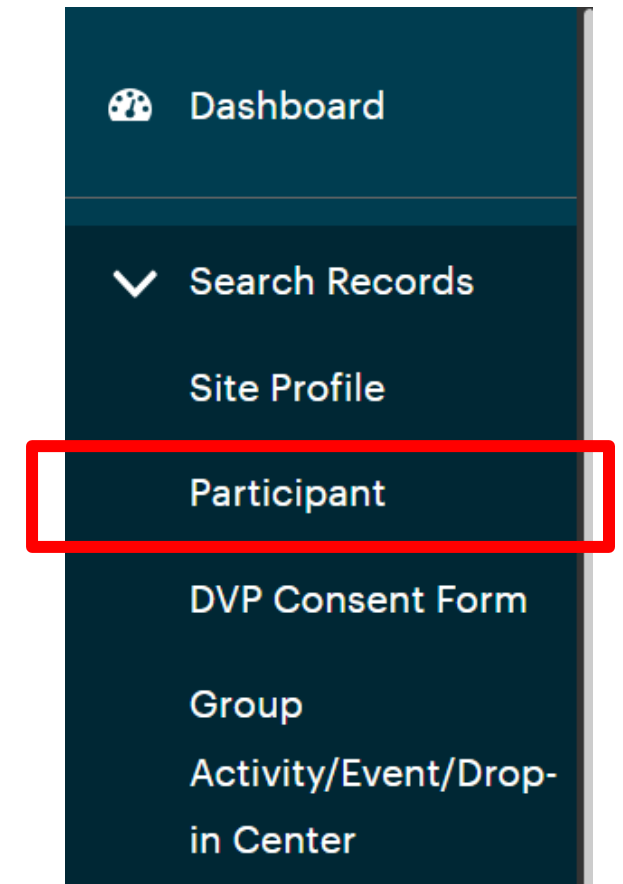 Dashboard
Search Records
Site Profile
Participant
DVP Consent Form
Group
Activity/Event/Drop-
in Center